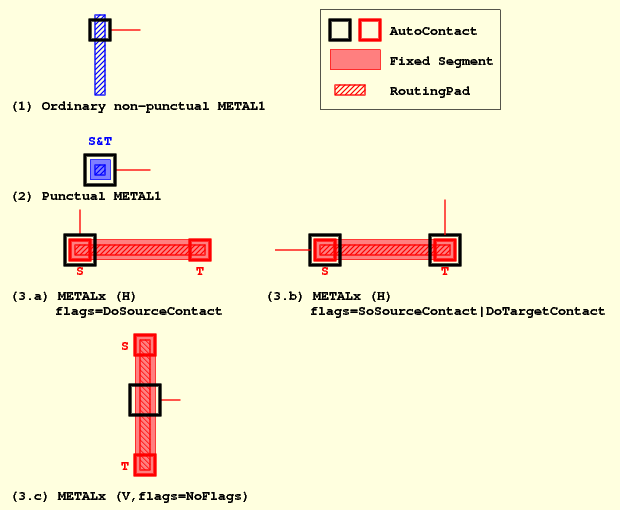 AutoContact
Fixed Segment
RoutingPad
(1) Ordinary non-punctual METAL1
S&T
(2) Punctual METAL1
S T
S T
(3.a) METALx (H)
flags=DoSourceContact
(3.b) METALx (H)
flags=SoSourceContact|DoTargetContact
S
T
(3.c) METALx (V,flags=NoFlags)